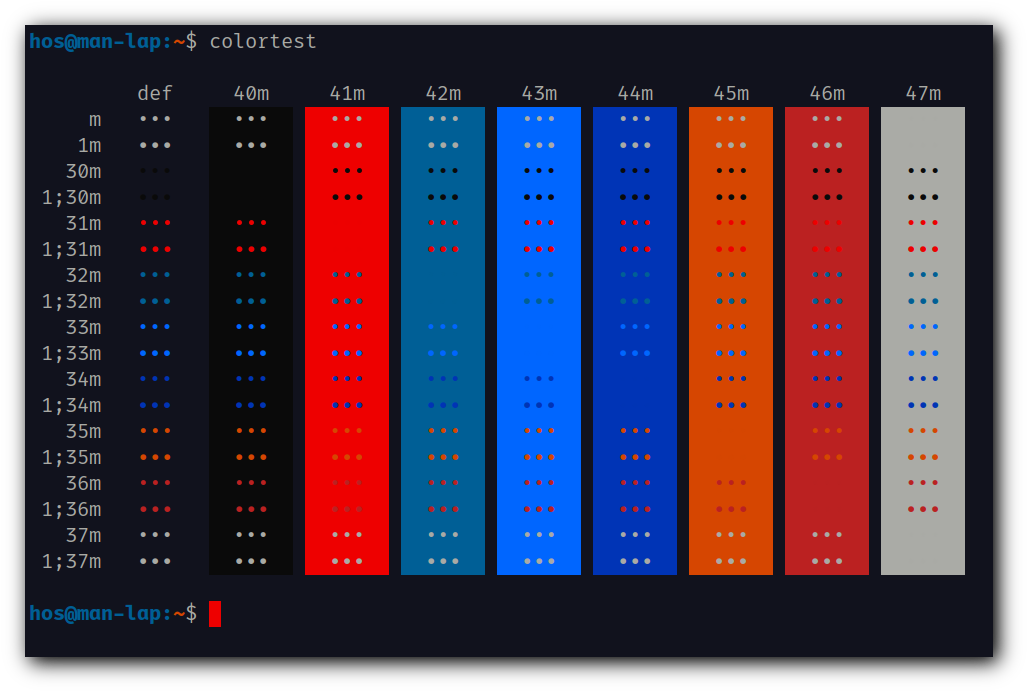 hos@man-lap:~$ colortest
def 40m 41m 42m 43m 44m 45m 46m 47m
m ••• ••• ••• ••• ••• ••• ••• •••
1m ••• ••• ••• ••• ••• ••• ••• •••
30m ••• ••• ••• ••• ••• ••• ••• •••
1;30m ••• ••• ••• ••• ••• ••• ••• •••
31m ••• ••• ••• ••• ••• ••• ••• •••
1;31m ••• ••• ••• ••• ••• ••• ••• •••
32m ••• ••• ••• ••• ••• ••• ••• •••
1;32m ••• ••• ••• ••• ••• ••• ••• •••
33m ••• ••• ••• ••• ••• ••• ••• •••
1;33m ••• ••• ••• ••• ••• ••• ••• •••
34m ••• ••• ••• ••• ••• ••• ••• •••
1;34m ••• ••• ••• ••• ••• ••• ••• •••
35m ••• ••• ••• ••• ••• ••• ••• •••
1;35m ••• ••• ••• ••• ••• ••• ••• •••
36m ••• ••• ••• ••• ••• ••• ••• •••
1;36m ••• ••• ••• ••• ••• ••• ••• •••
37m ••• ••• ••• ••• ••• ••• ••• •••
1;37m ••• ••• ••• ••• ••• ••• ••• •••
hos@man-lap:~$